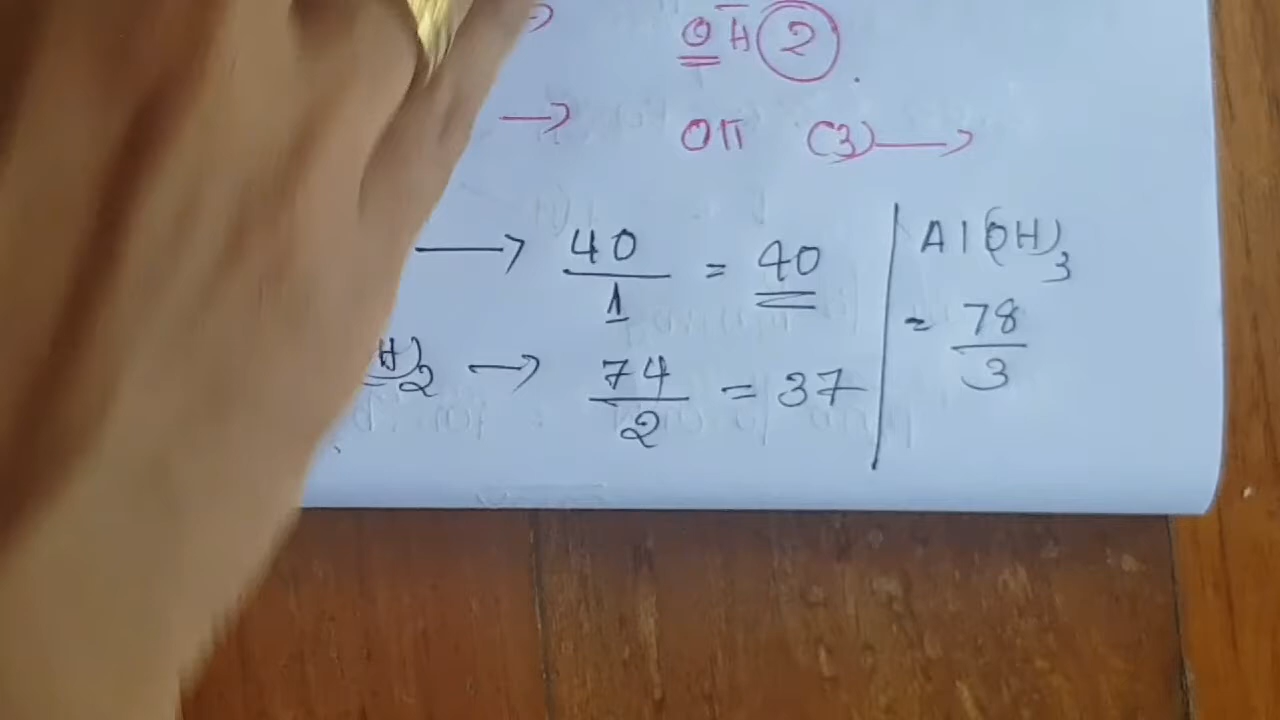 OH 2
→ OH (3) →
→ 40/1 = 40
H)2 → 74/2 = 37
Al(OH)3
= 78/3